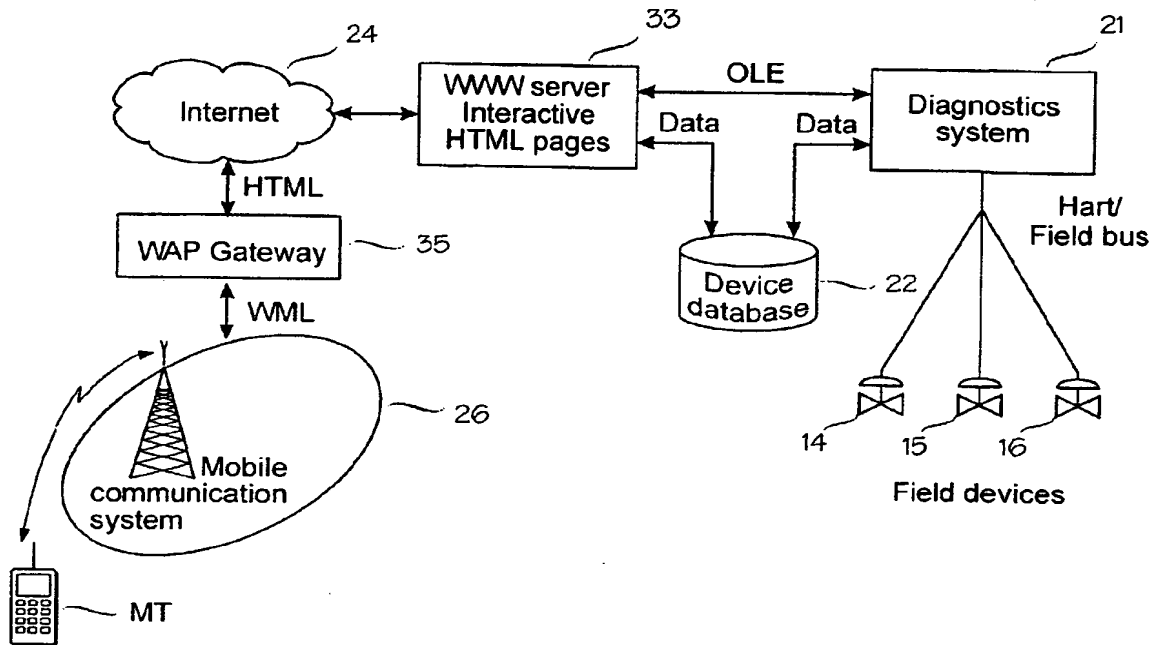 24
33
21
Internet
WWW server
Interactive
HTML pages
OLE
Data
Data
Diagnostics
system
HTML
WAP Gateway
35
Hart/
Field bus
Device
database
22
WML
26
Mobile
communication
system
14
15
16
Field devices
MT